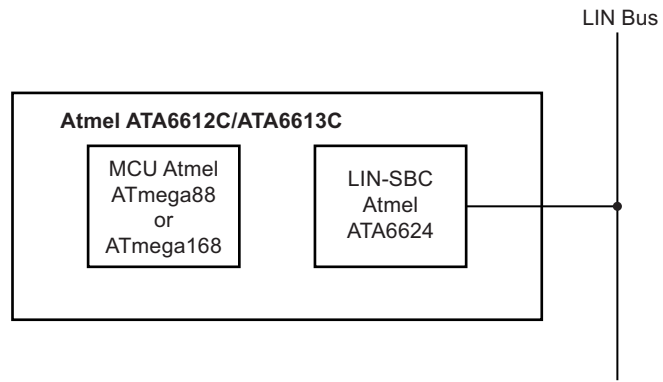 LIN Bus
Atmel ATA6612C/ATA6613C
MCU Atmel
ATmega88
or
ATmega168
LIN-SBC
Atmel
ATA6624